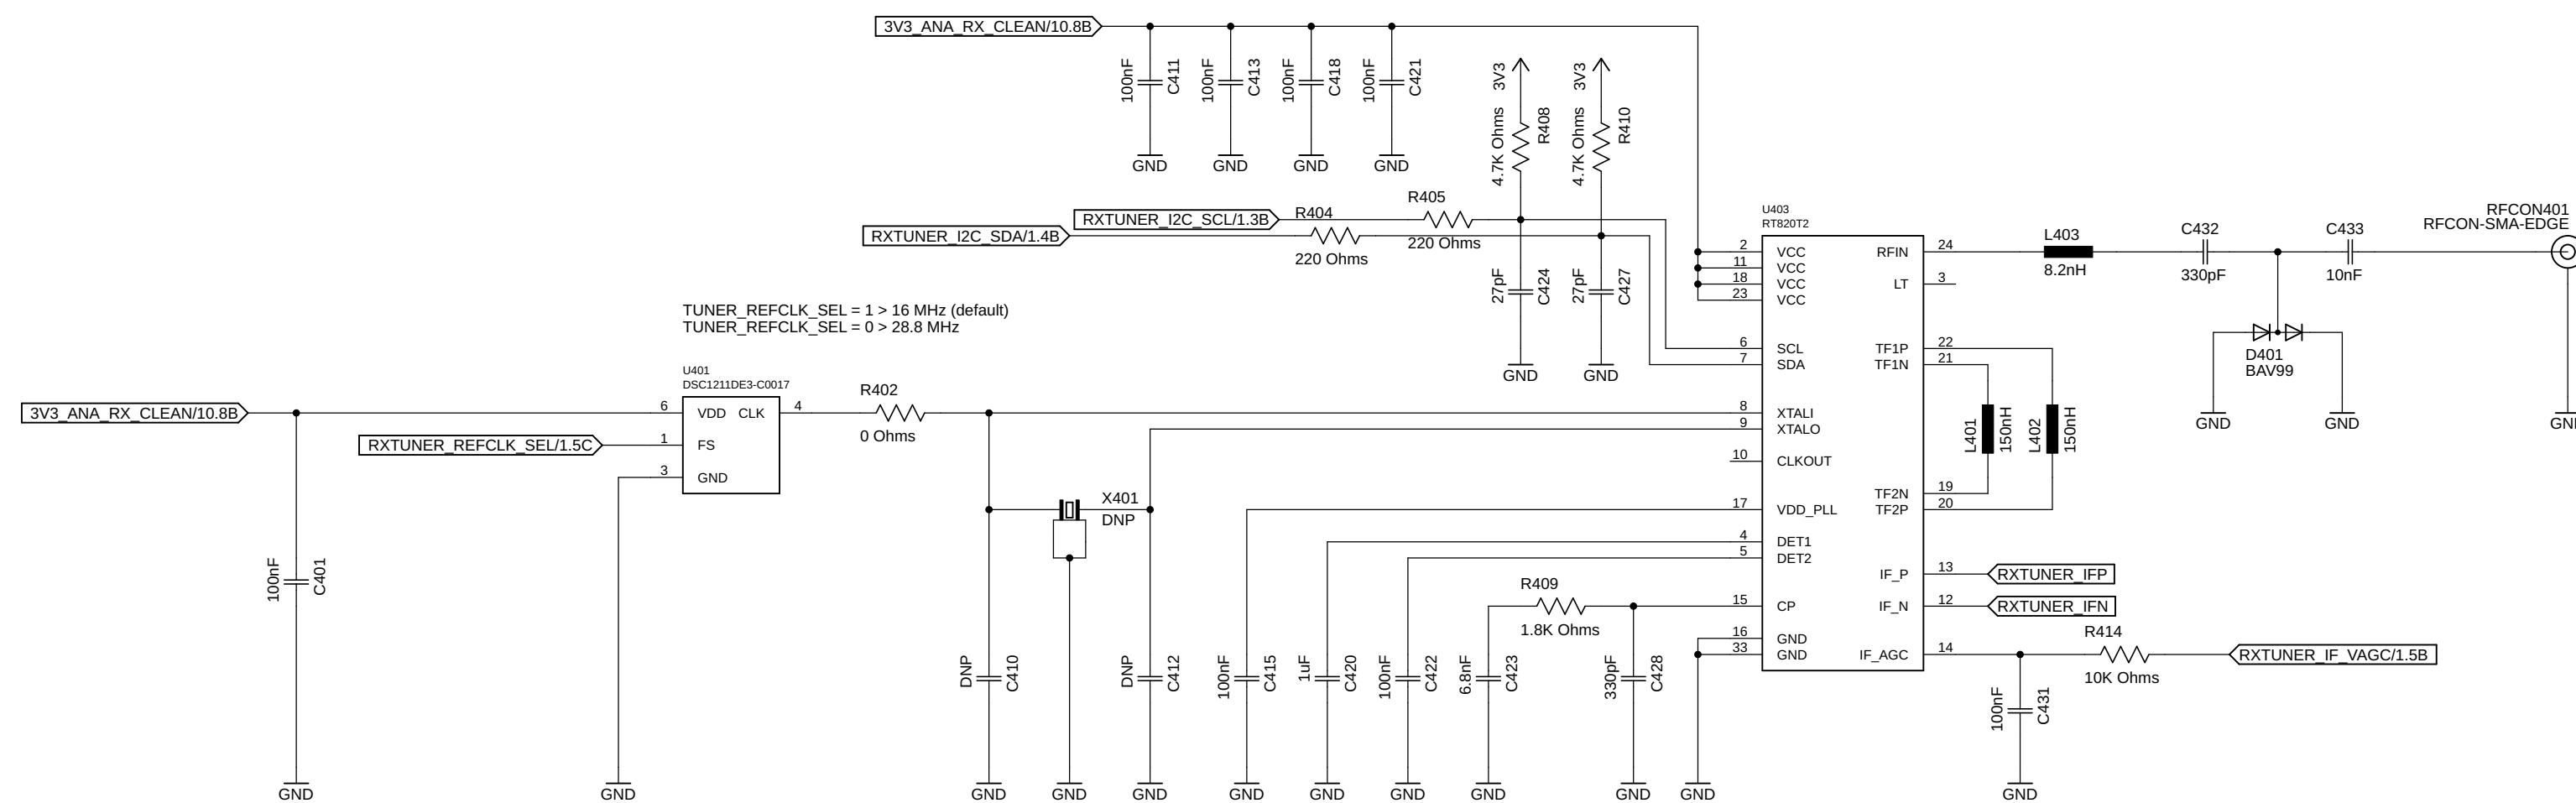 3V3_ANA_RX_CLEAN/10.8B
100nF
C411
100nF
C413
100nF
C418
100nF
C421
GND
GND
GND
GND
3V3
3V3
4.7K Ohms
R408
4.7K Ohms
R410
RXTUNER_I2C_SCL/1.3B
RXTUNER_I2C_SDA/1.4B
R404
220 Ohms
R405
220 Ohms
27pF
C424
27pF
C427
GND
GND
TUNER_REFCLK_SEL = 1 > 16 MHz (default)
TUNER_REFCLK_SEL = 0 > 28.8 MHz
U401
DSC1211DE3-C0017
3V3_ANA_RX_CLEAN/10.8B
RXTUNER_REFCLK_SEL/1.5C
6
VDD
CLK
4
1
FS
3
GND
R402
0 Ohms
100nF
C401
GND
GND
X401
DNP
DNP
C410
DNP
C412
100nF
C415
1uF
C420
100nF
C422
6.8nF
C423
R409
1.8K Ohms
330pF
C428
GND
GND
GND
GND
GND
GND
GND
GND
GND
U403
RT820T2
2
VCC
11
VCC
18
VCC
23
VCC
6
SCL
7
SDA
8
XTALI
9
XTALO
10
CLKOUT
17
VDD_PLL
4
DET1
5
DET2
15
CP
16
GND
33
GND
RFIN
24
LT
3
TF1P
22
TF1N
21
TF2N
19
TF2P
20
IF_P
13
IF_N
12
IF_AGC
14
L403
8.2nH
C432
330pF
C433
10nF
RFCON401
RFCON-SMA-EDGE
D401
BAV99
GND
GND
L401
150nH
L402
150nH
RXTUNER_IFP
RXTUNER_IFN
R414
10K Ohms
RXTUNER_IF_VAGC/1.5B
100nF
C431
GND